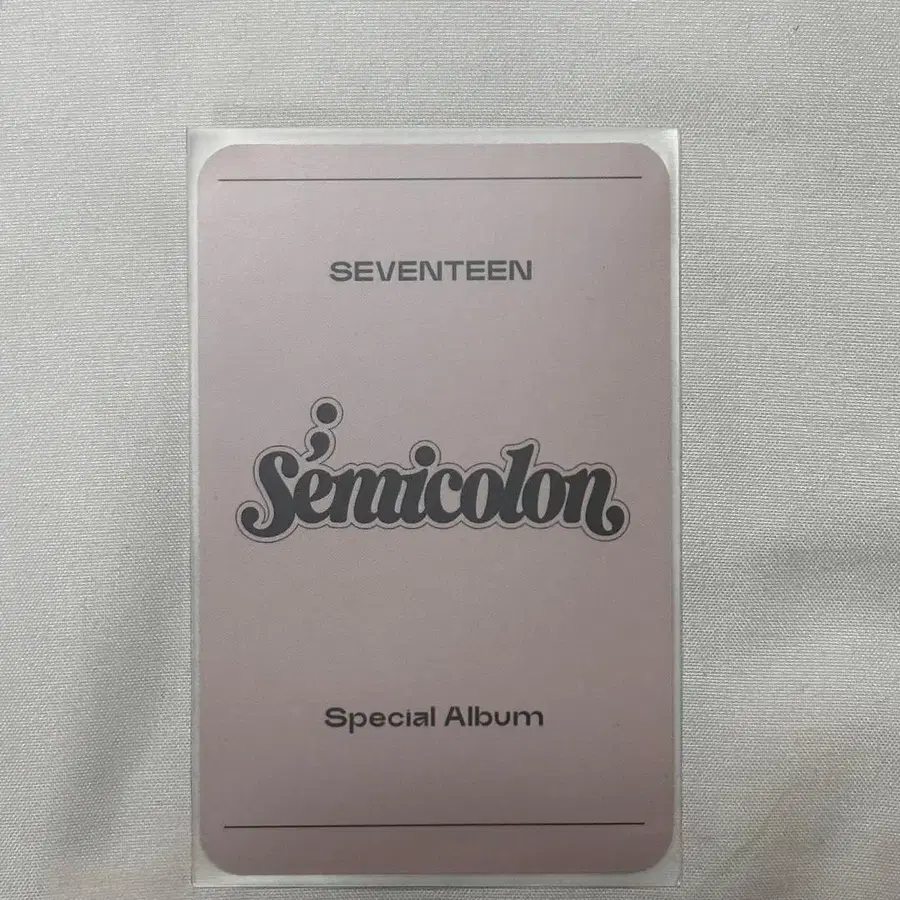 SEVENTEEN
; Semicolon
Special Album